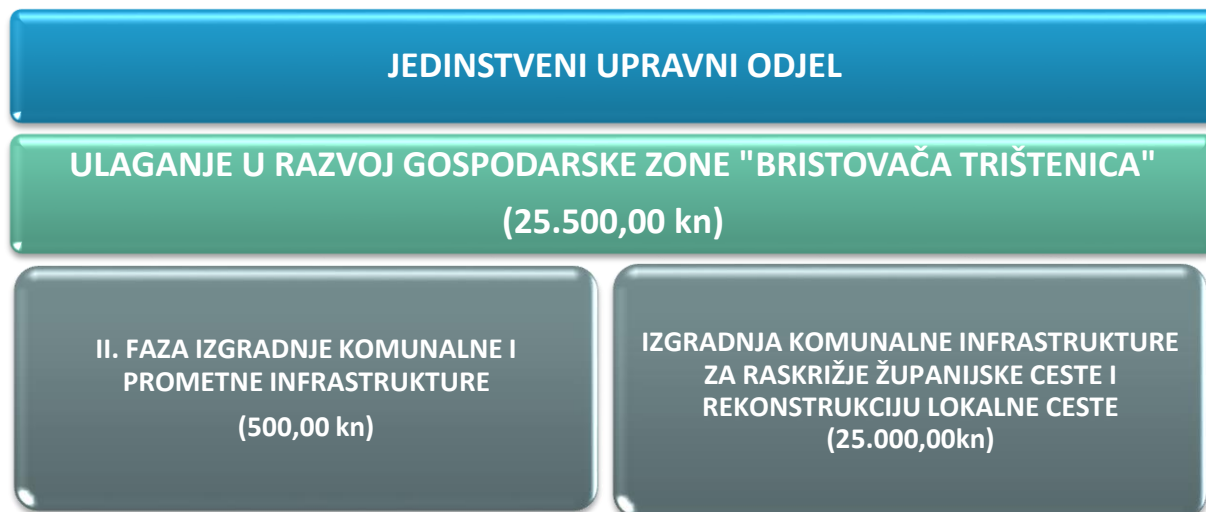 JEDINSTVENI UPRAVNI ODJEL
ULAGANJE U RAZVOJ GOSPODARSKE ZONE "BRISTOVAČA TRIŠTENICA"
(25.500,00 kn)
II. FAZA IZGRADNJE KOMUNALNE I
PROMETNE INFRASTRUKTURE
(500,00 kn)
IZGRADNJA KOMUNALNE INFRASTRUKTURE
ZA RASKRIŽJE ŽUPANIJSKE CESTE I
REKONSTRUKCIJU LOKALNE CESTE
(25.000,00kn)